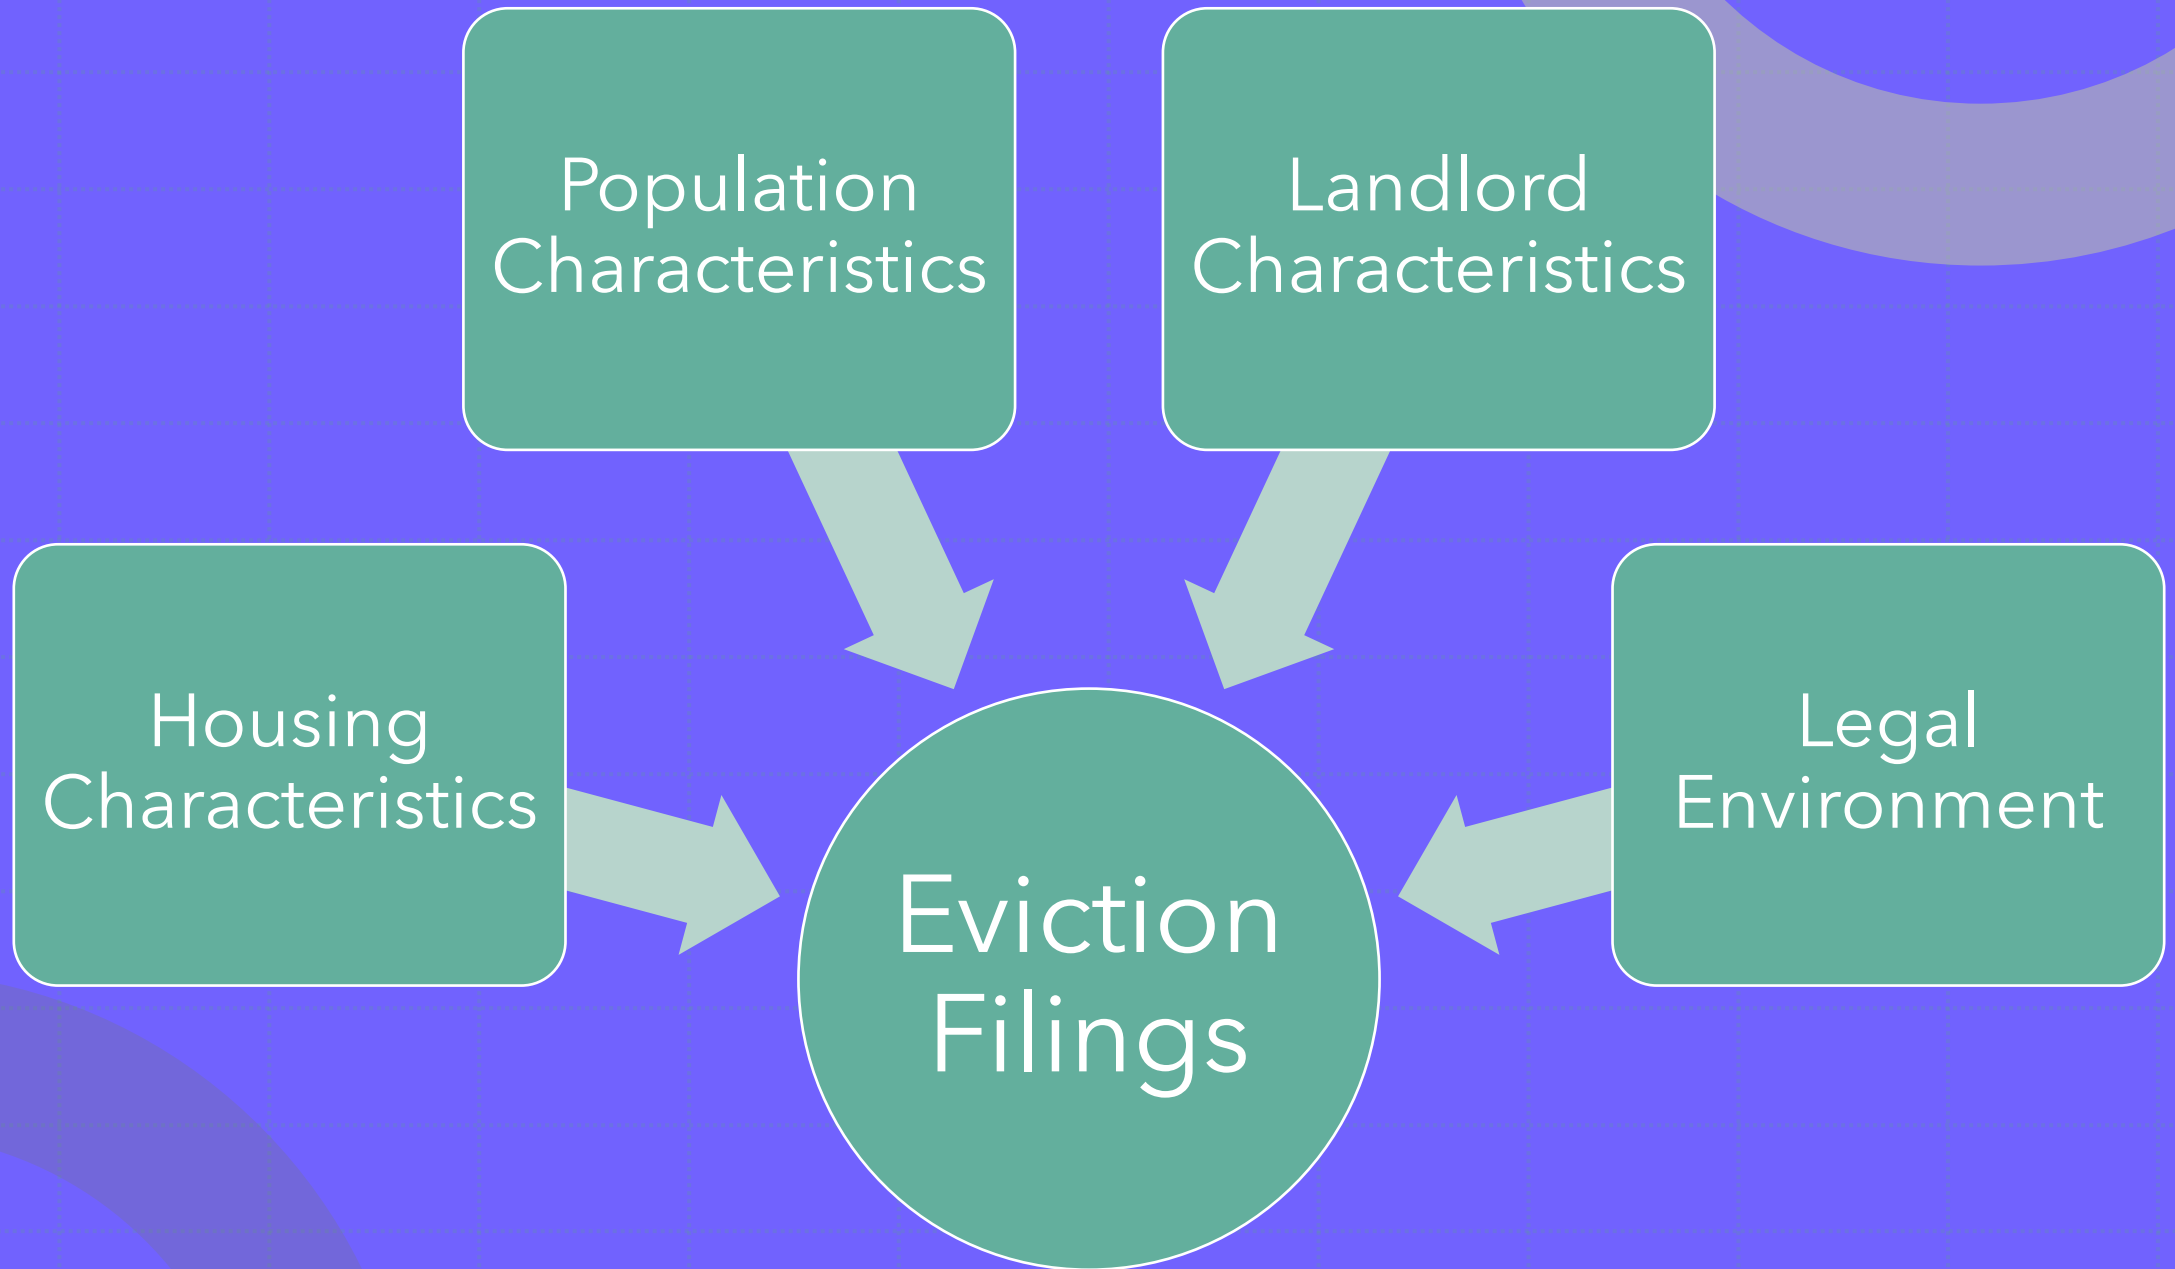 Population
Characteristics
Landlord
Characteristics
Housing
Characteristics
Legal
Environment
Eviction
Filings